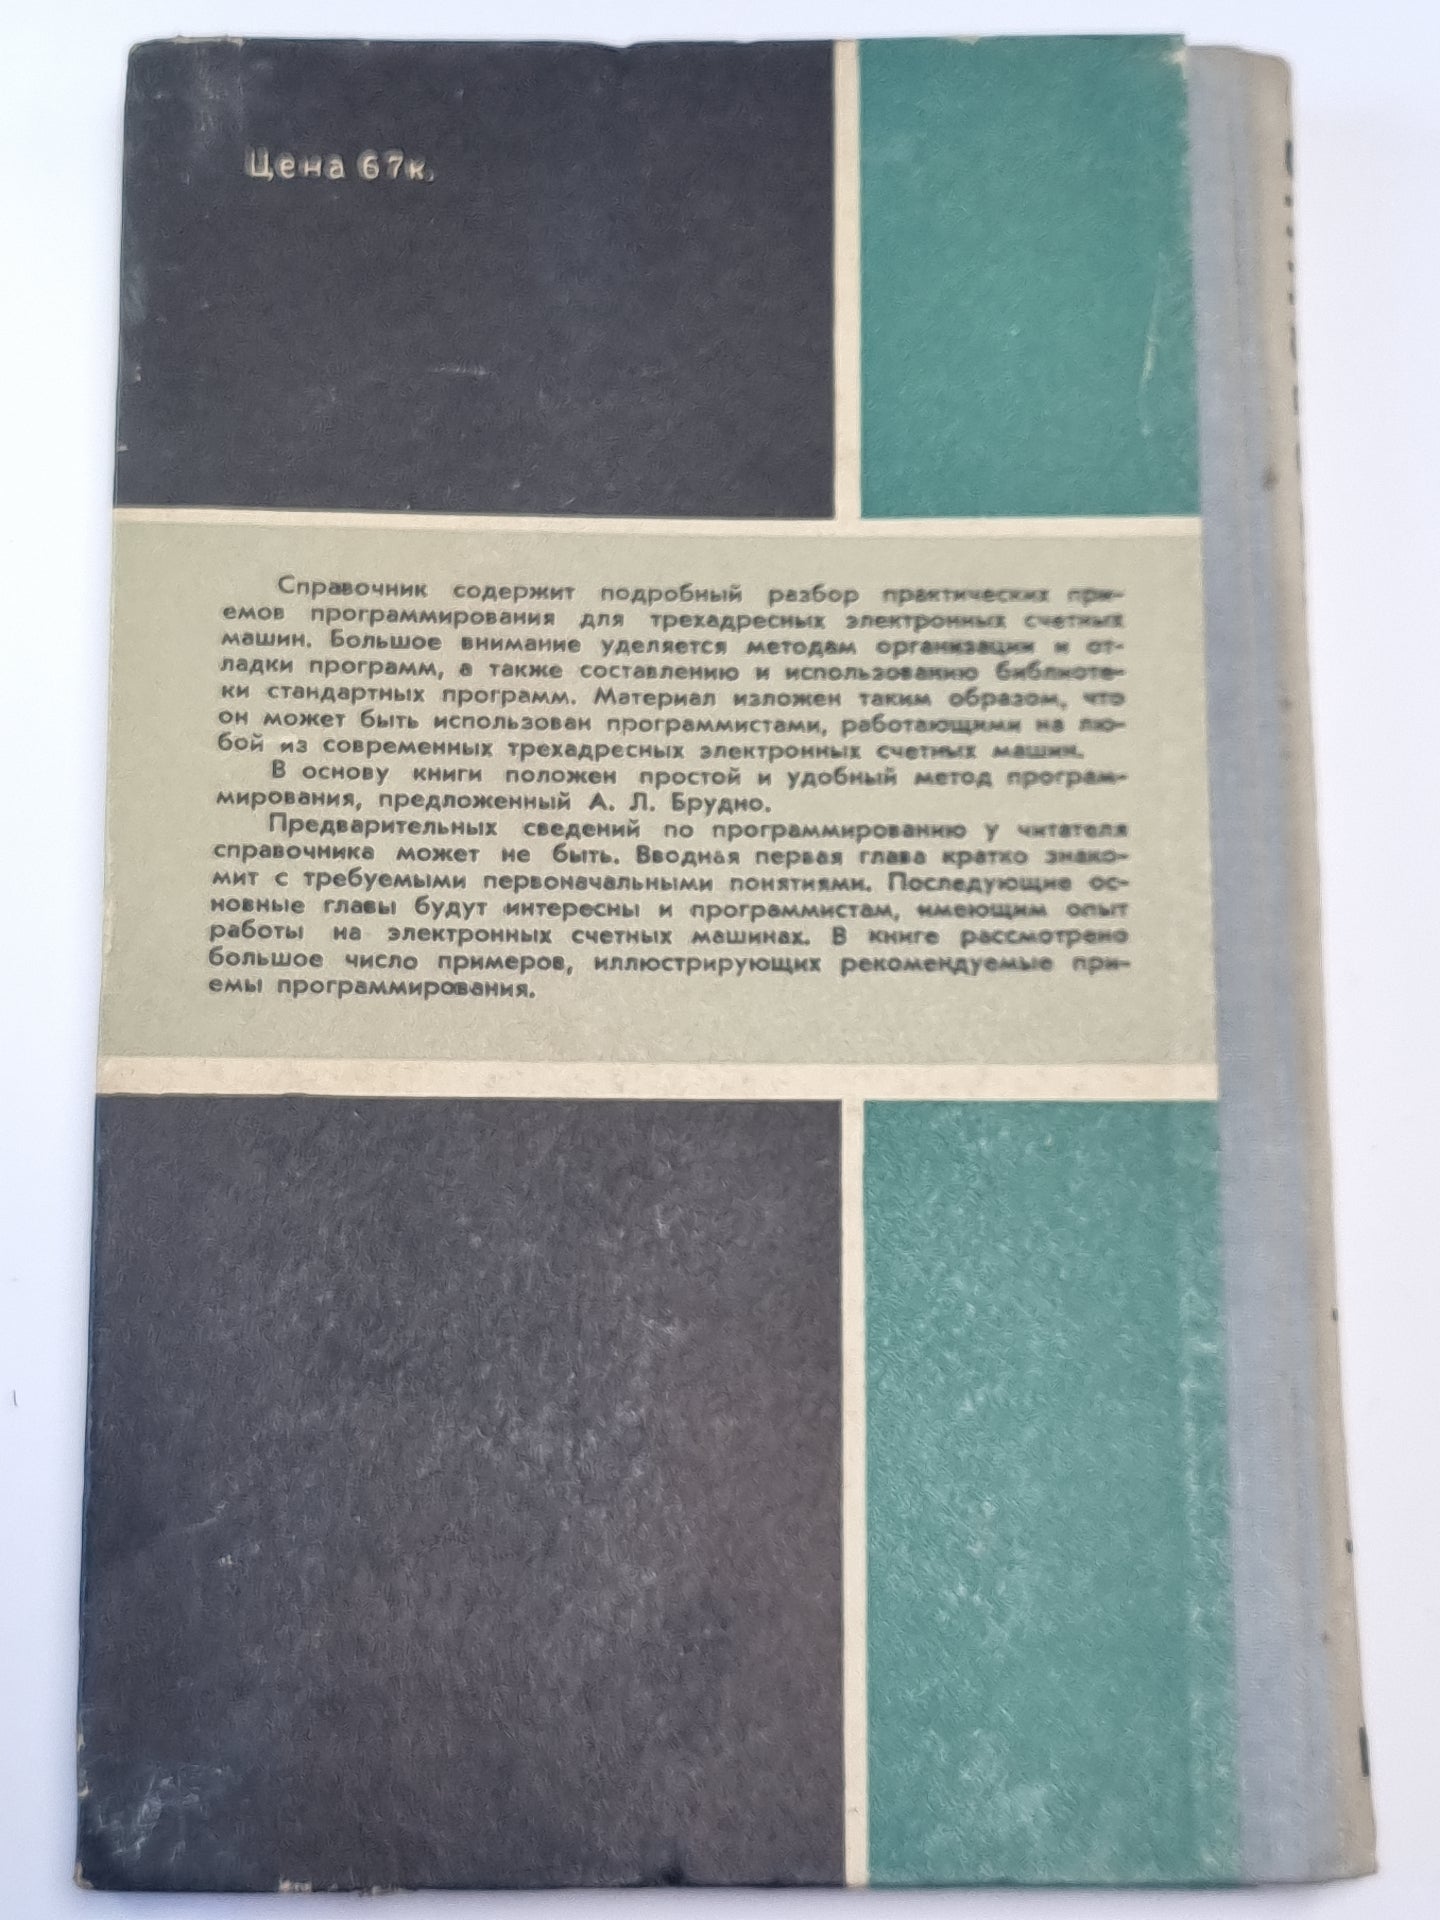 Цена 67к.
Справочник содержит подробный разбор практических при-
емов программирования для трехадресных электронных счетных
машин. Большое внимание уделяется методам организации и от-
ладки программ, а также составлению и использованию библиоте-
ки стандартных программ. Материал изложен таким образом, что
он может быть использован программистами, работающими на лю-
бой из современных трехадресных электронных счетных машин.
В основу книги положен простой и удобный метод програм-
мирования, предложенный А. Л. Брудно.
Предварительных сведений по программированию у читателя
справочника может не быть. Вводная первая глава кратко знако-
мит с требуемыми первоначальными понятиями. Последующие ос-
новные главы будут интересны и программистам, имеющим опыт
работы на электронных счетных машинах. В книге рассмотрено
большое число примеров, иллюстрирующих рекомендуемые при-
емы программирования.